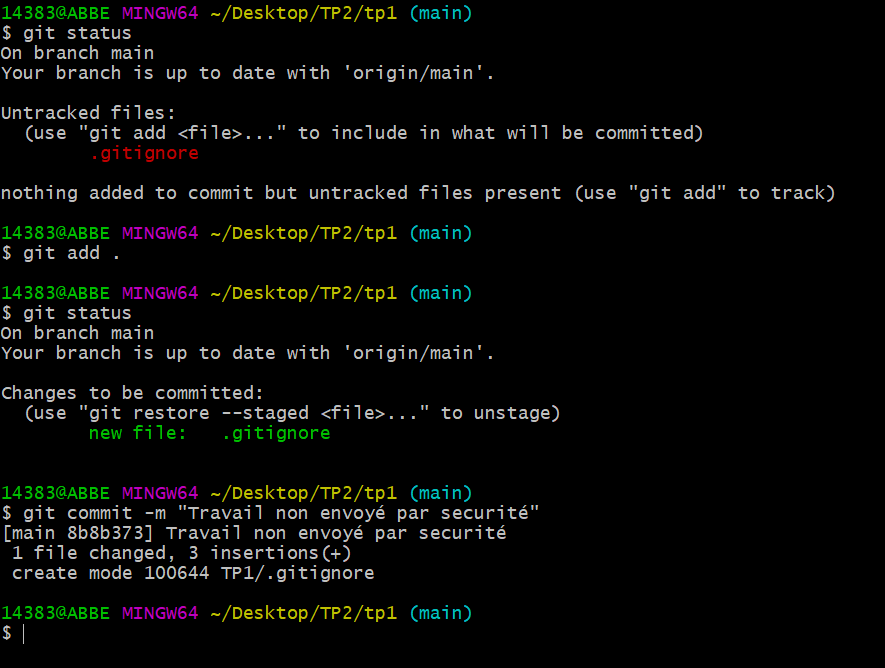 14383@ABBE MINGW64 ~/Desktop/TP2/tp1 (main)
$ git status
On branch main
Your branch is up to date with 'origin/main'.
Untracked files:
  (use "git add <file>..." to include in what will be committed)
        .gitignore
nothing added to commit but untracked files present (use "git add" to track)
14383@ABBE MINGW64 ~/Desktop/TP2/tp1 (main)
$ git add .
14383@ABBE MINGW64 ~/Desktop/TP2/tp1 (main)
$ git status
On branch main
Your branch is up to date with 'origin/main'.
Changes to be committed:
  (use "git restore --staged <file>..." to unstage)
        new file:   .gitignore
14383@ABBE MINGW64 ~/Desktop/TP2/tp1 (main)
$ git commit -m "Travail non envoyé par securité"
[main 8b8b373] Travail non envoyé par securité
 1 file changed, 3 insertions(+)
 create mode 100644 TP1/.gitignore
14383@ABBE MINGW64 ~/Desktop/TP2/tp1 (main)
$